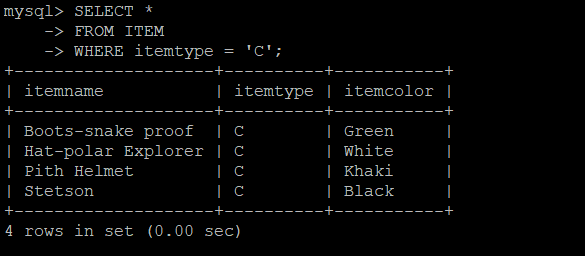 mysql> SELECT *
    -> FROM ITEM
    -> WHERE itemtype = 'C';
+--------------------+----------+-----------+
| itemname           | itemtype | itemcolor |
+--------------------+----------+-----------+
| Boots-snake proof  | C        | Green     |
| Hat-polar Explorer | C        | White     |
| Pith Helmet        | C        | Khaki     |
| Stetson            | C        | Black     |
+--------------------+----------+-----------+
4 rows in set (0.00 sec)